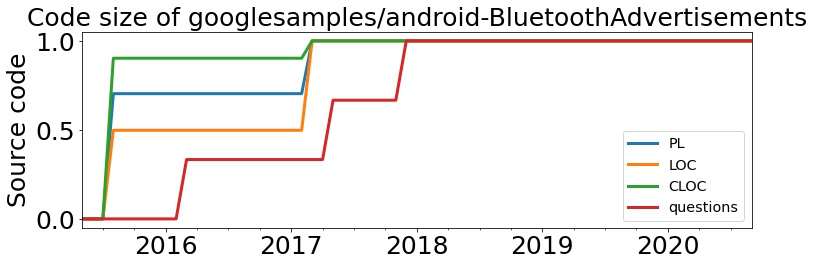 Code size of googlesamples/android-BluetoothAdvertisements
Source code
1.0
0.5
0.0
PL
LOC
CLOC
questions
2016 2017 2018 2019 2020